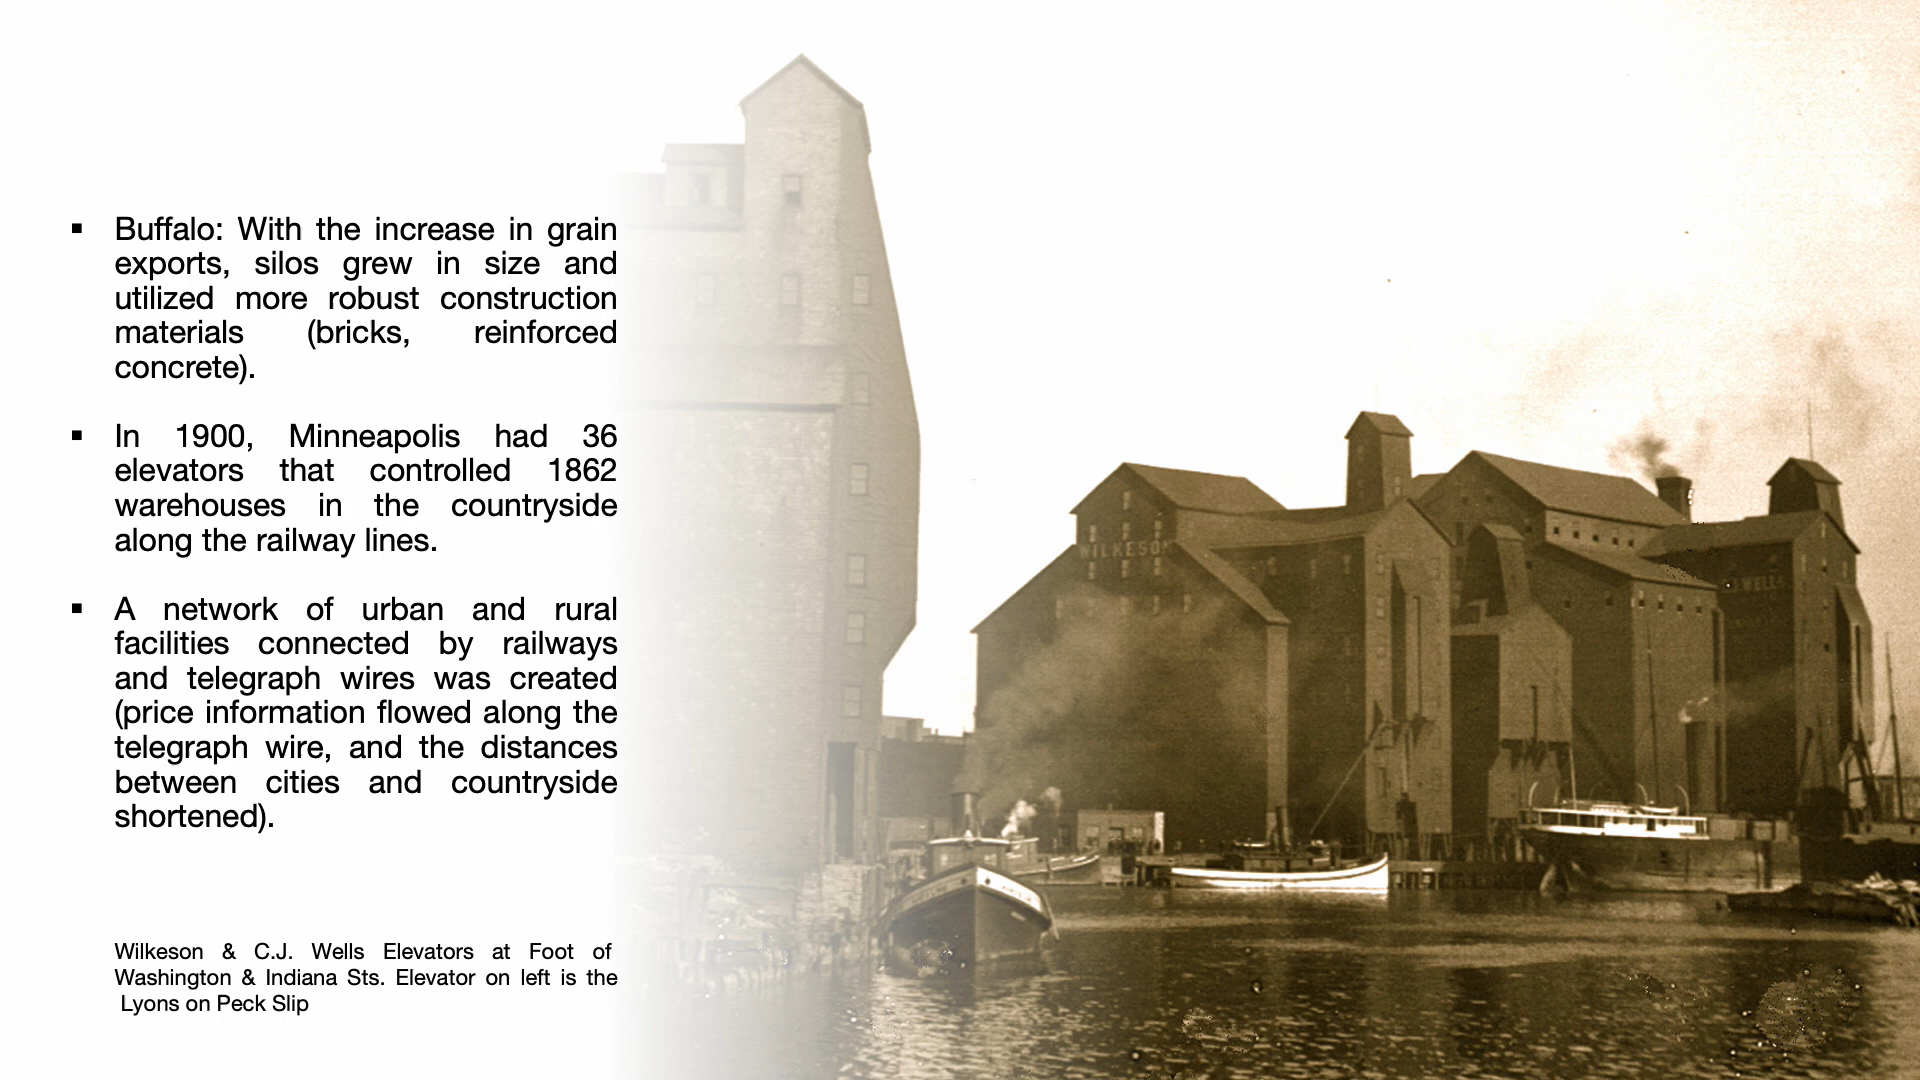 ▪ Buffalo: With the increase in grain
exports, silos grew in size and
utilized more robust construction
materials (bricks, reinforced
concrete).
▪ In 1900, Minneapolis had 36
elevators that controlled 1862
warehouses in the countryside
along the railway lines.
▪ A network of urban and rural
facilities connected by railways
and telegraph wires was created
(price information flowed along the
telegraph wire, and the distances
between cities and countryside
shortened).
Wilkeson & C.J. Wells Elevators at Foot of
Washington & Indiana Sts. Elevator on left is the
Lyons on Peck Slip
WILKESON
WELLS